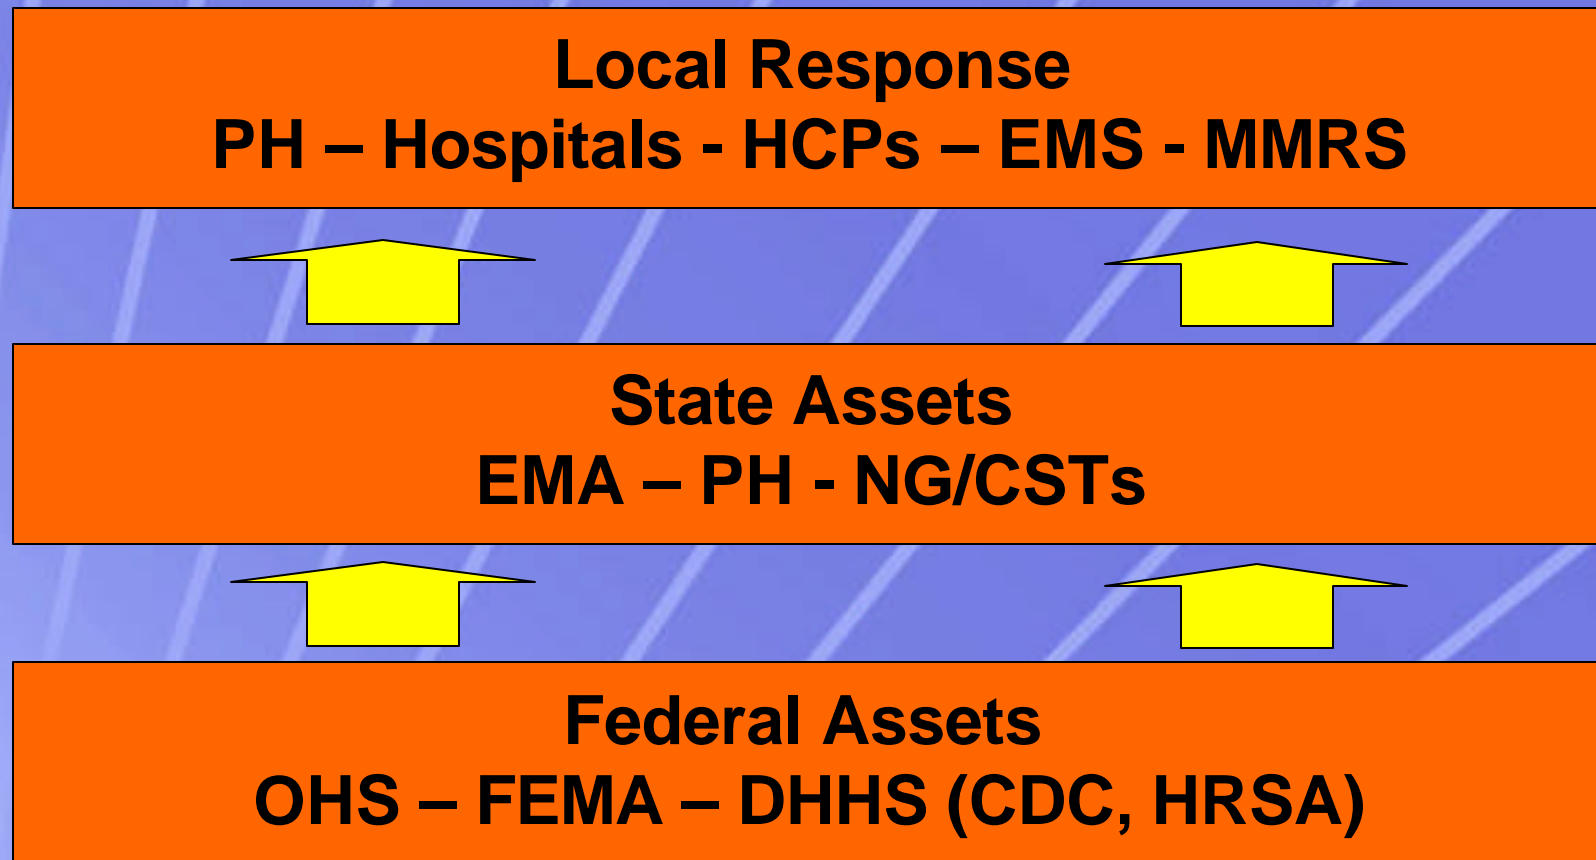 Local Response
PH – Hospitals - HCPs – EMS - MMRS
State Assets
EMA – PH - NG/CSTs
Federal Assets
OHS – FEMA – DHHS (CDC, HRSA)